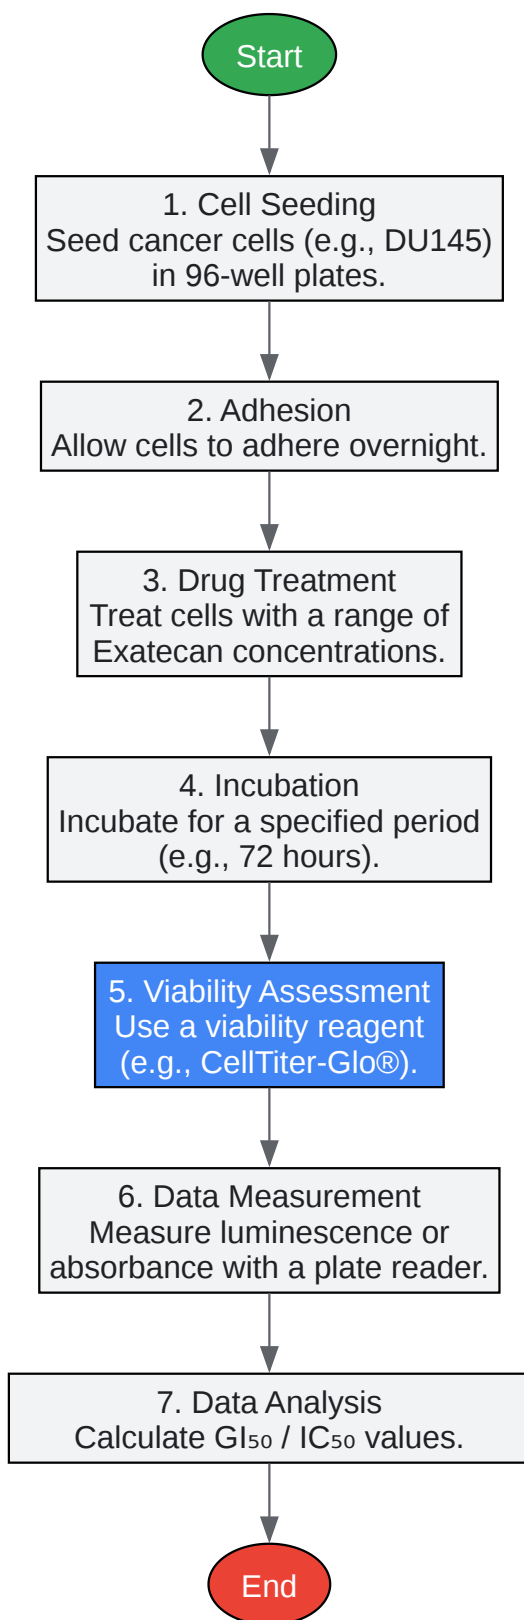 Start
1. Cell Seeding
Seed cancer cells (e.g., DU145)
in 96-well plates.
2. Adhesion
Allow cells to adhere overnight.
3. Drug Treatment
Treat cells with a range of
Exatecan concentrations.
4. Incubation
Incubate for a specified period
(e.g., 72 hours).
5. Viability Assessment
Use a viability reagent
(e.g., CellTiter-Glo®).
6. Data Measurement
Measure luminescence or
absorbance with a plate reader.
7. Data Analysis
Calculate GI₅₀ / IC₅₀ values.
End